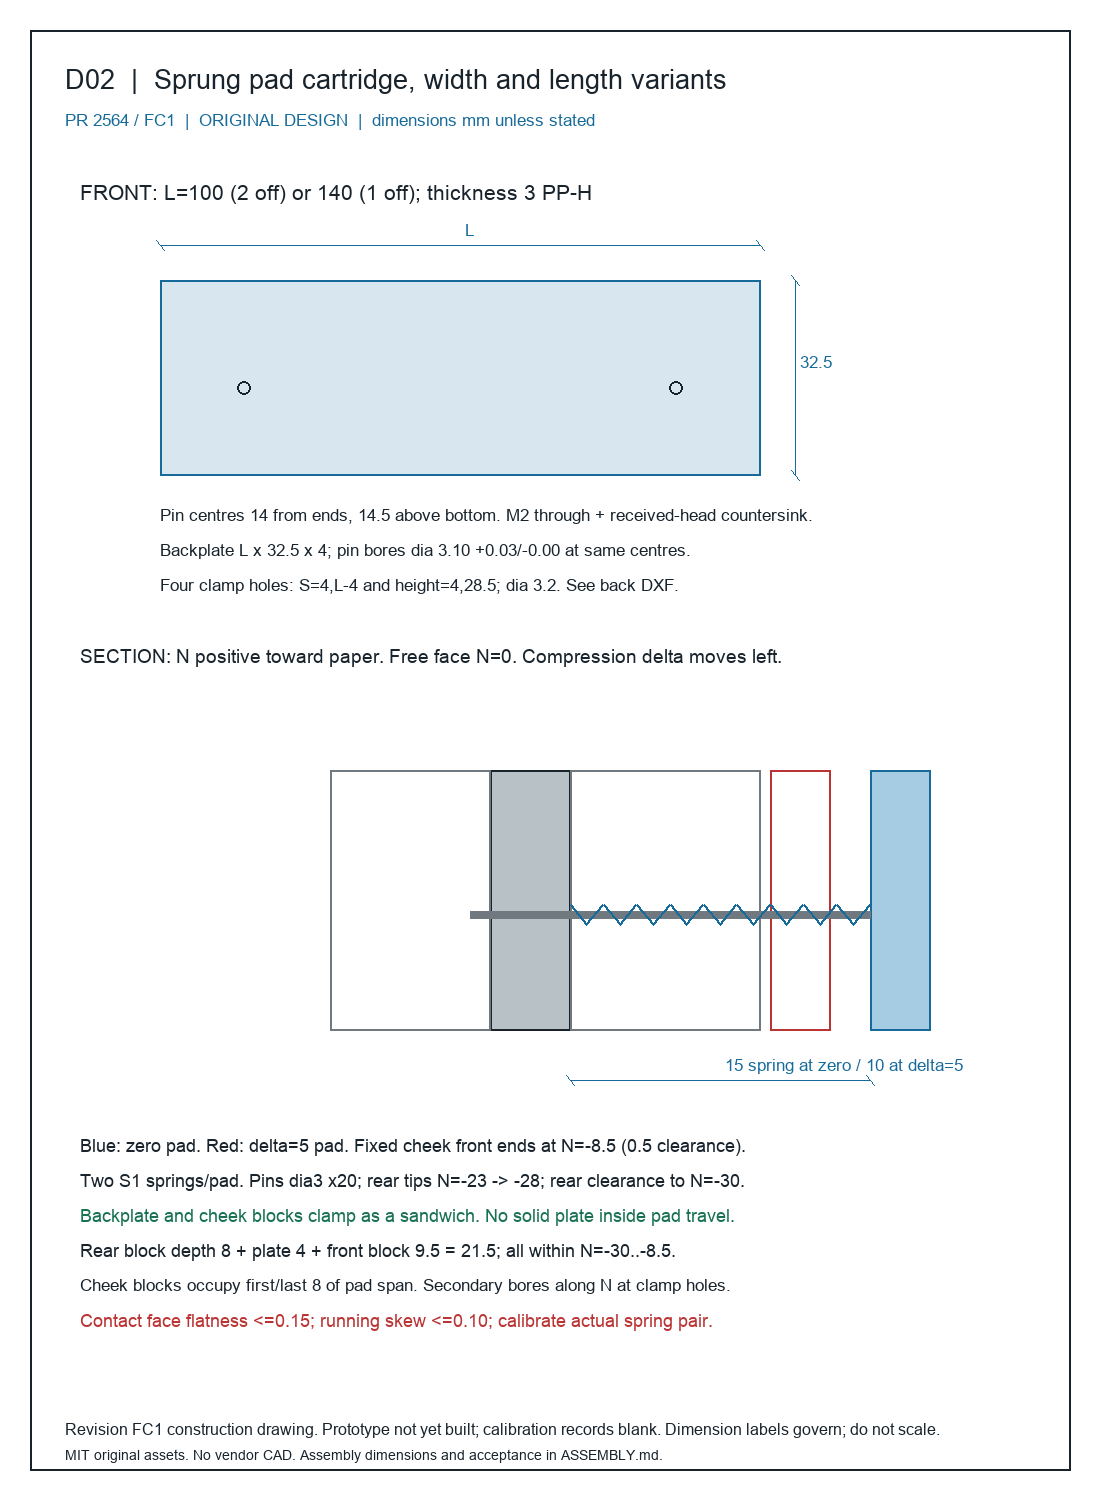 D02 | Sprung pad cartridge, width and length variants
PR 2564 / FC1 | ORIGINAL DESIGN | dimensions mm unless stated
FRONT: L=100 (2 off) or 140 (1 off); thickness 3 PP-H
L
32.5
Pin centres 14 from ends, 14.5 above bottom. M2 through + received-head countersink.
Backplate L x 32.5 x 4; pin bores dia 3.10 +0.03/-0.00 at same centres.
Four clamp holes: S=4,L-4 and height=4,28.5; dia 3.2. See back DXF.
SECTION: N positive toward paper. Free face N=0. Compression delta moves left.
15 spring at zero / 10 at delta=5
Blue: zero pad. Red: delta=5 pad. Fixed cheek front ends at N=-8.5 (0.5 clearance).
Two S1 springs/pad. Pins dia3 x20; rear tips N=-23 -> -28; rear clearance to N=-30.
Backplate and cheek blocks clamp as a sandwich. No solid plate inside pad travel.
Rear block depth 8 + plate 4 + front block 9.5 = 21.5; all within N=-30..-8.5.
Cheek blocks occupy first/last 8 of pad span. Secondary bores along N at clamp holes.
Contact face flatness <=0.15; running skew <=0.10; calibrate actual spring pair.
Revision FC1 construction drawing. Prototype not yet built; calibration records blank. Dimension labels govern; do not scale.
MIT original assets. No vendor CAD. Assembly dimensions and acceptance in ASSEMBLY.md.